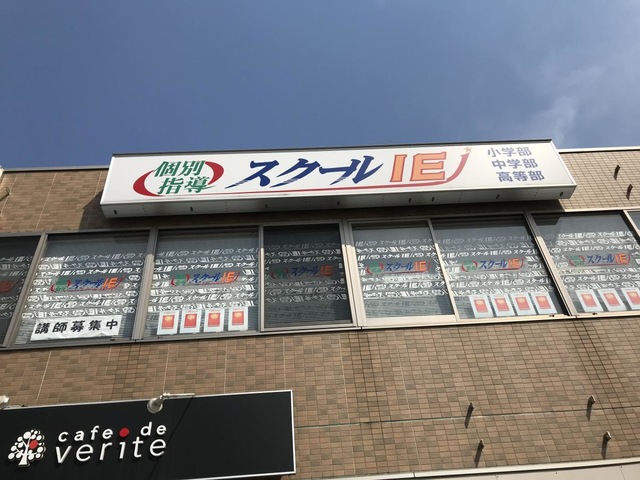 個別
指導
スクールIE
小学部
中学部
高等部
スクールIE
スクールIE
スクールIE
スクールIE
スクールIE
講師募集中
cafe de
verite